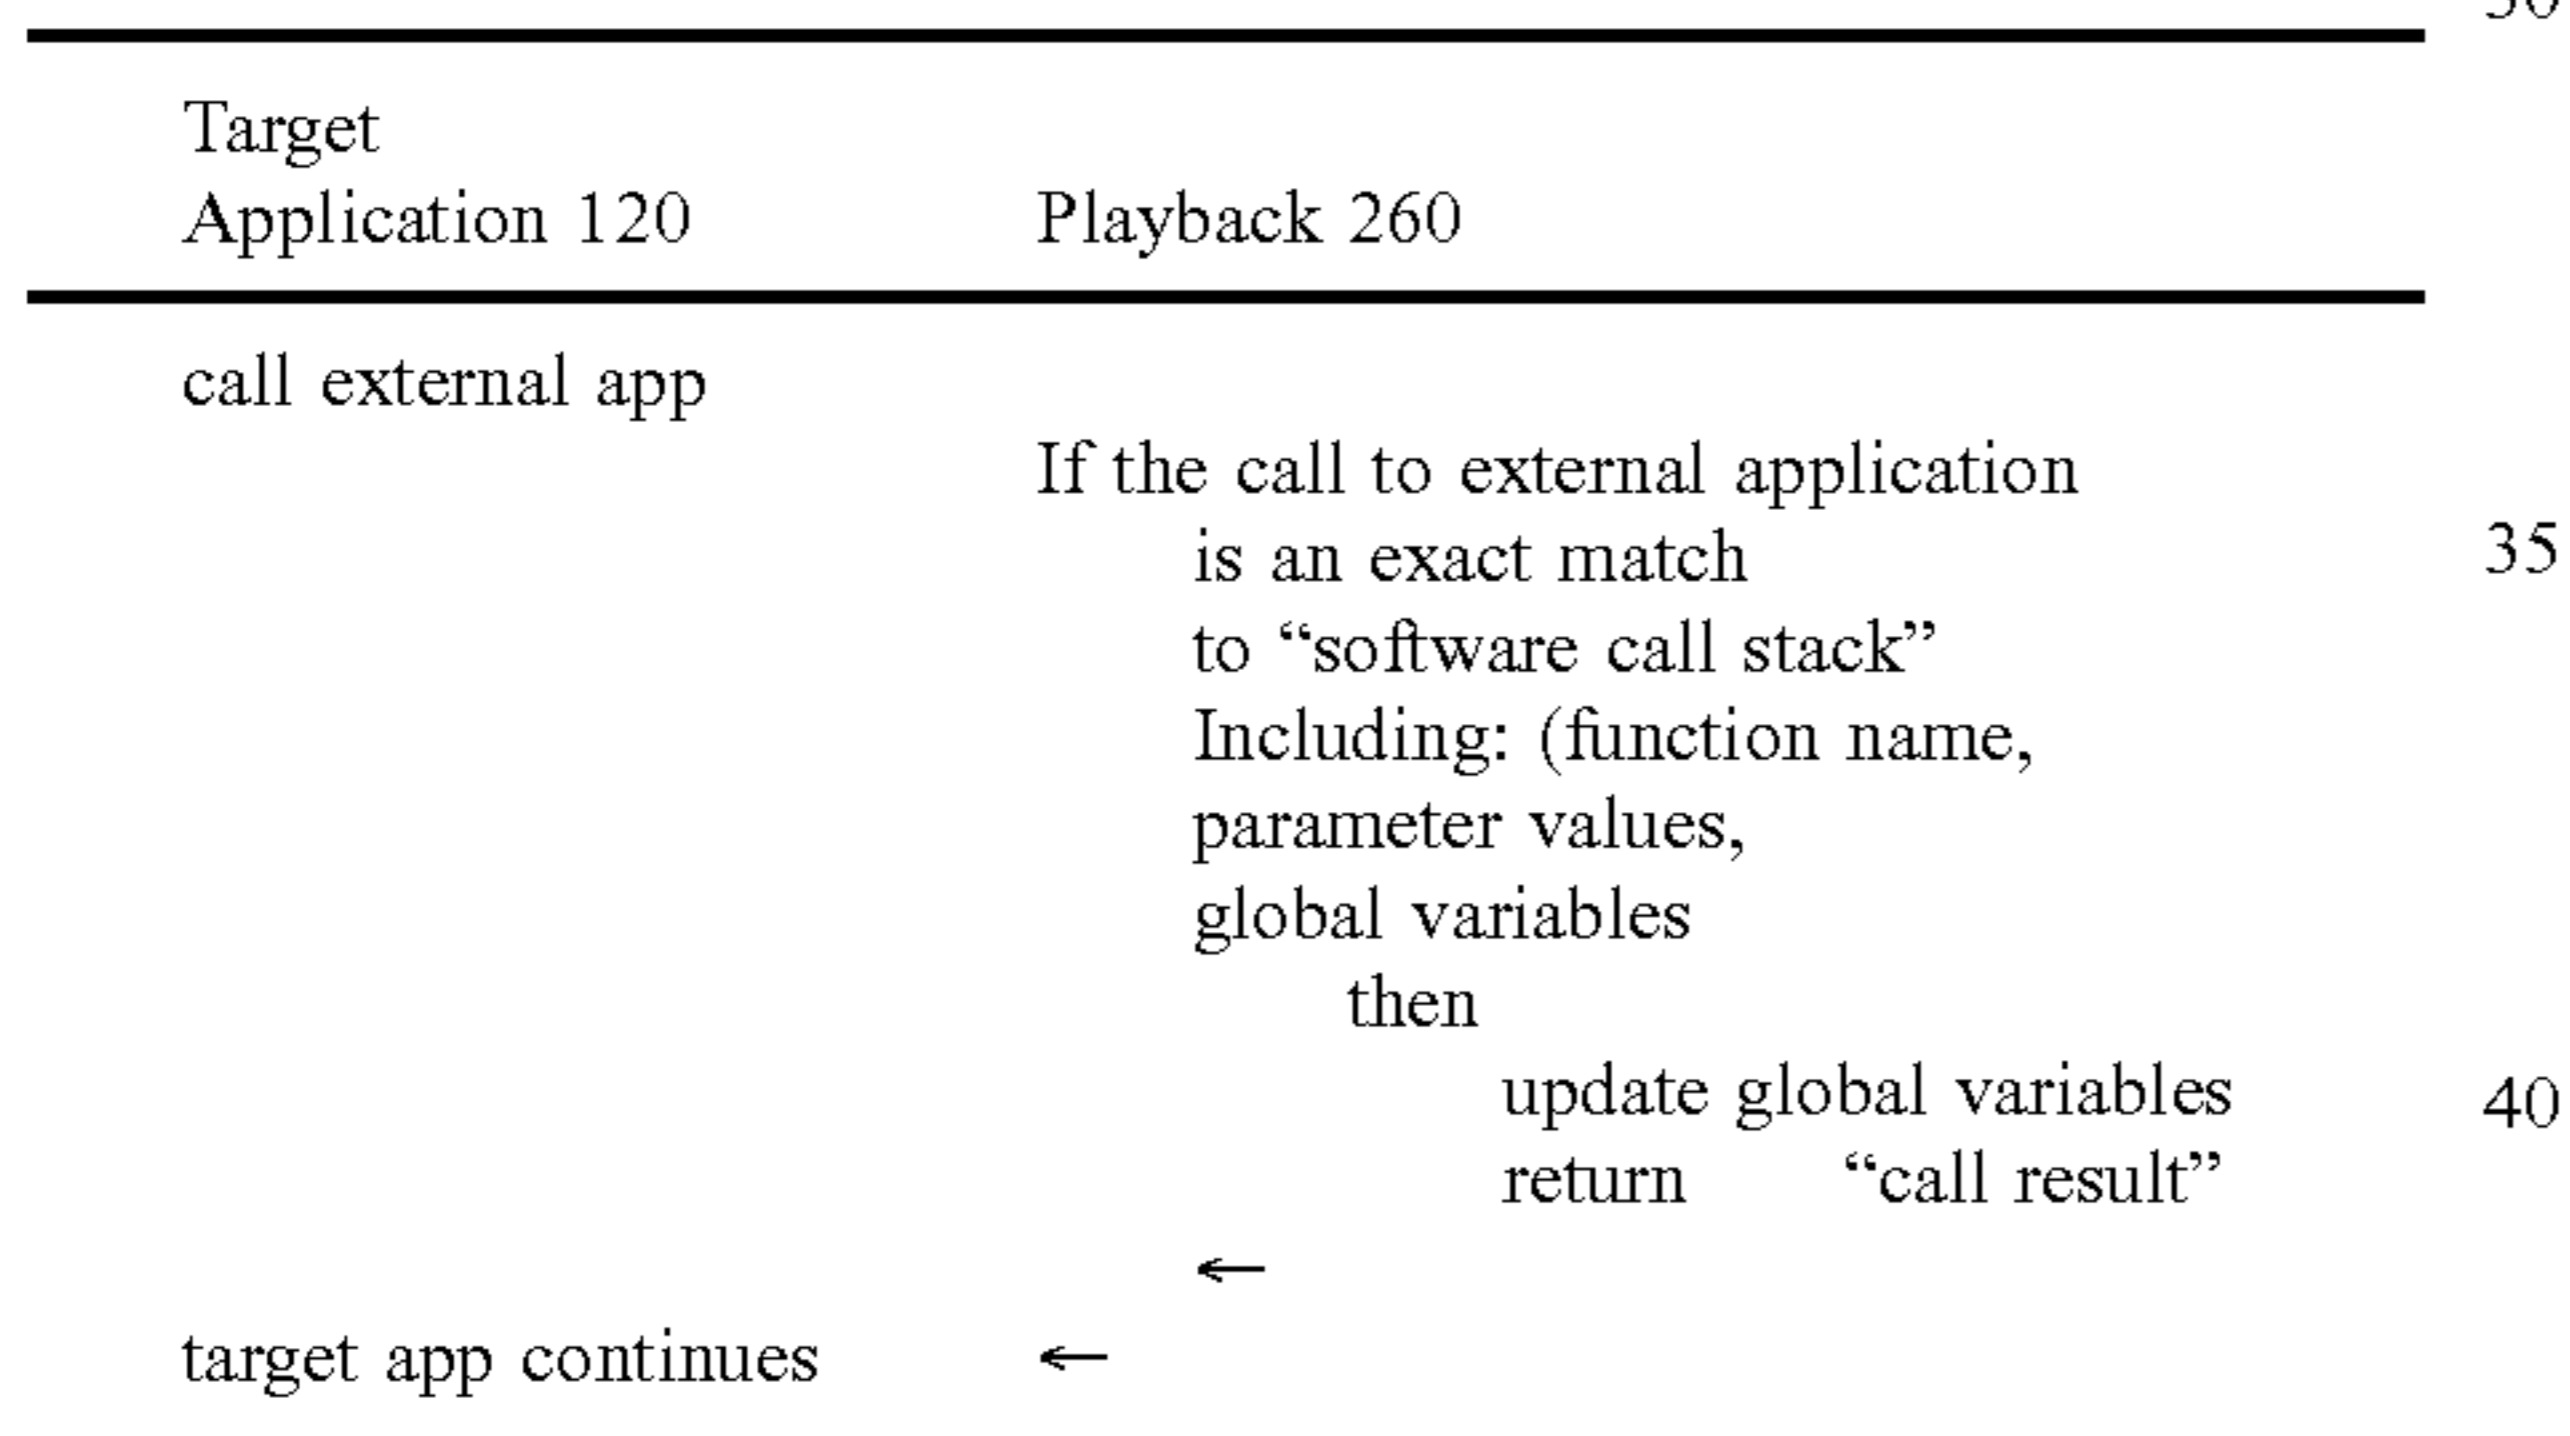 Target
Application 120 Playback 260
call external app
If the call to external application
is an exact match
35
to “software call stack”
Including: (function name,
parameter values,
global variables
then
update global variables
40
return “call result”
←
target app continues ←